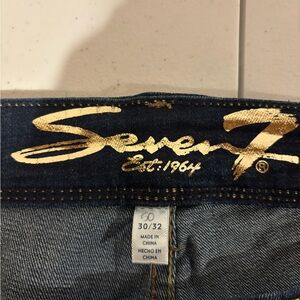 Seven7®
Est: 1964
30/32
MADE IN
CHINA
HECHO EN
CHINA